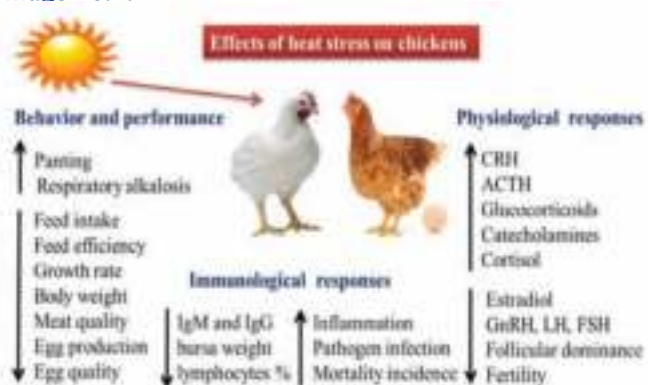 Effects of heat stress on chickens
Behavior and performance
Panting
Respiratory alkalosis
Feed intake
Feed efficiency
Growth rate
Body weight
Meat quality
Egg production
Egg quality
Immunological responses
IgM and IgG
bursa weight
lymphocytes %
Inflammation
Pathogen infection
Mortality incidence
Physiological responses
CRH
ACTH
Glucocorticoids
Catecholamines
Cortisol
Estradiol
GnRH, LH, FSH
Follicular dominance
Fertility